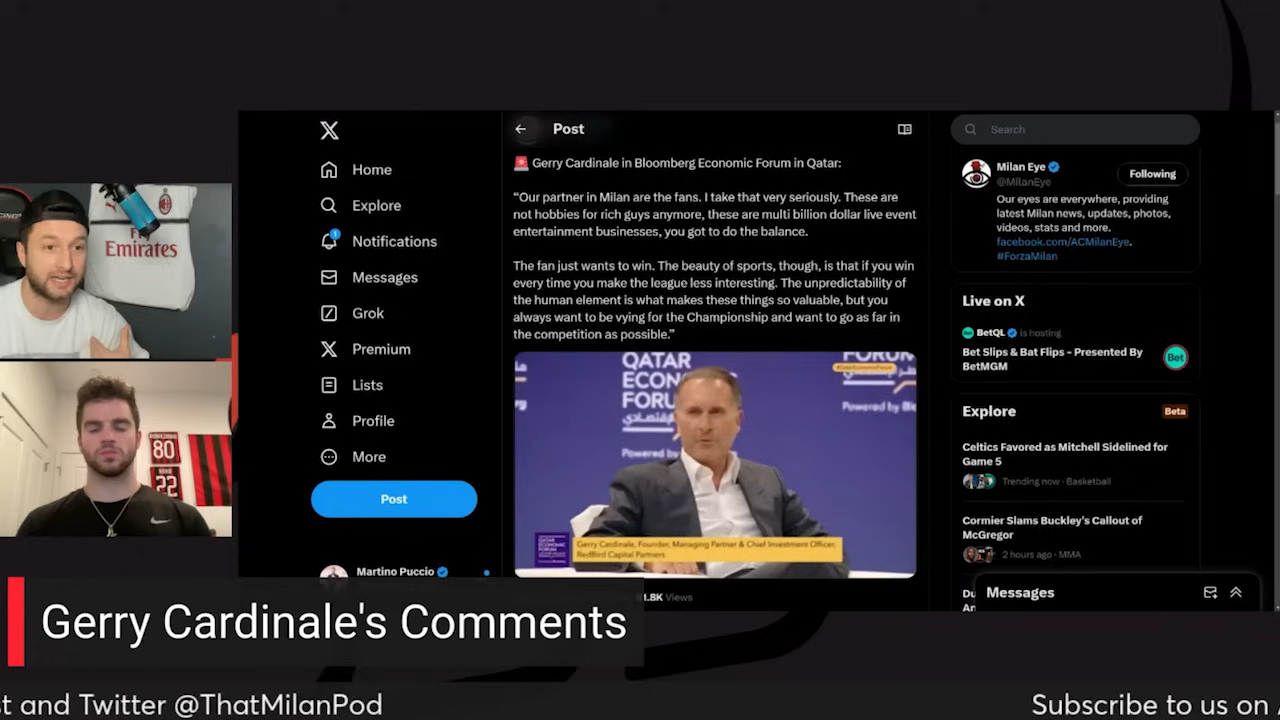 Post
Search
Home
Explore
Notifications
1
Messages
Grok
Premium
Lists
Profile
More
Post
Martino Puccio
🚨 Gerry Cardinale in Bloomberg Economic Forum in Qatar:
“Our partner in Milan are the fans. I take that very seriously. These are
not hobbies for rich guys anymore, these are multi billion dollar live event
entertainment businesses, you got to do the balance.
The fan just wants to win. The beauty of sports, though, is that if you win
every time you make the league less interesting. The unpredictability of
the human element is what makes these things so valuable, but you
always want to be vying for the Championship and want to go as far in
the competition as possible.”
QATAR
ECONO
FORU
FORUM
Powered by
Powered by Bl
Gerry Cardinale, Founder, Managing Partner & Chief Investment Officer,
RedBird Capital Partners
1.8K Views
Milan Eye
@MilanEye
Following
Our eyes are everywhere, providing
latest Milan news, updates, photos,
videos, stats and more.
facebook.com/ACMilanEye.
#ForzaMilan
Live on X
BetQL is hosting
Bet Slips & Bat Flips - Presented By
BetMGM
Bet
Explore
Beta
Celtics Favored as Mitchell Sidelined for
Game 5
Trending now · Basketball
Cormier Slams Buckley's Callout of
McGregor
2 hours ago · MMA
Du
An
Messages
Fly
Emirates
80
22
Gerry Cardinale's Comments
st and Twitter @ThatMilanPod
Subscribe to us on A